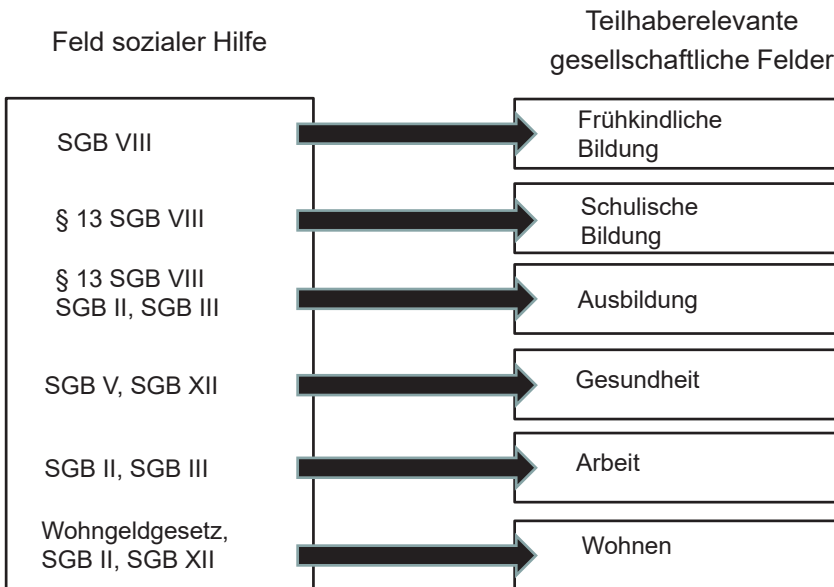 Feld sozialer Hilfe
Teilhaberelevante
gesellschaftliche Felder
SGB VIII
Frühkindliche
Bildung
§ 13 SGB VIII
Schulische
Bildung
§ 13 SGB VIII
SGB II, SGB III
Ausbildung
SGB V, SGB XII
Gesundheit
SGB II, SGB III
Arbeit
Wohngeldgesetz,
SGB II, SGB XII
Wohnen